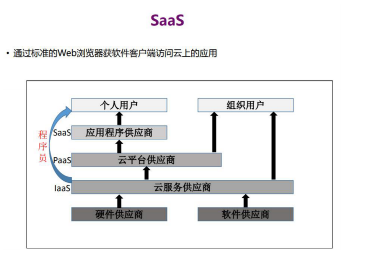 SaaS
• 通过标准的Web浏览器获软件客户端访问云上的应用
个人用户 组织用户
程序员
SaaS 应用程序供应商
PaaS 云平台供应商
IaaS 云服务供应商
硬件供应商 软件供应商